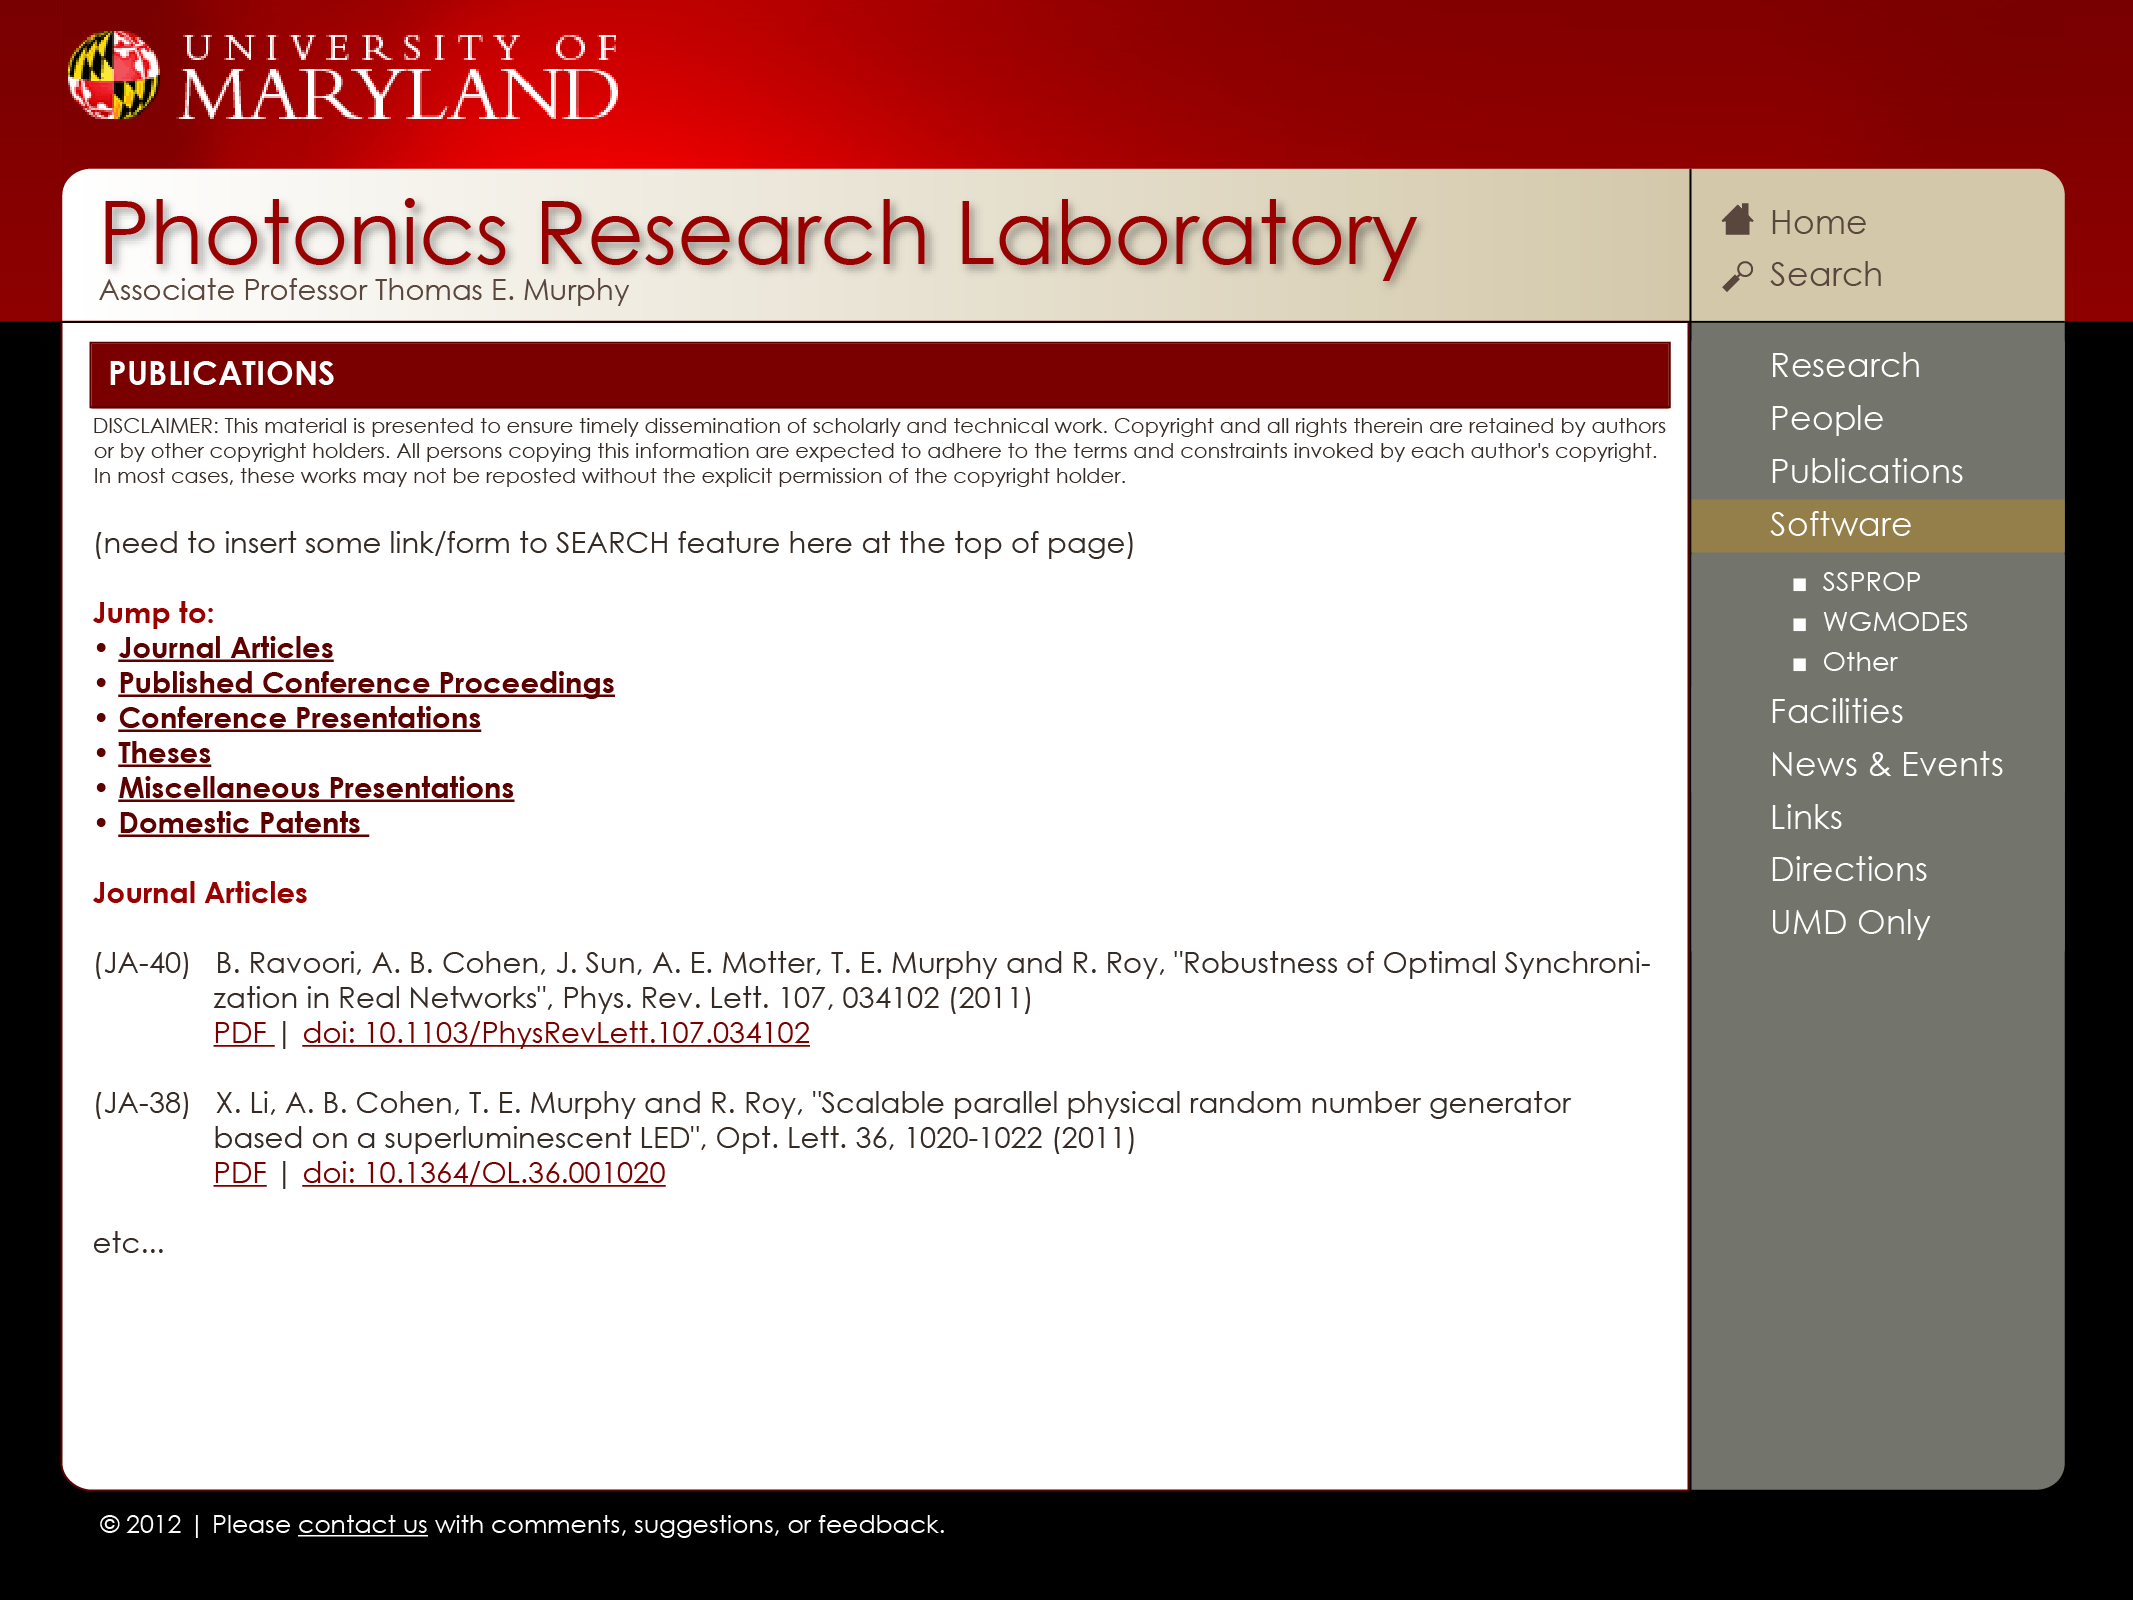 UNIVERSITY OF
MARYLAND
Photonics Research Laboratory
Associate Professor Thomas E. Murphy
Home
Search
PUBLICATIONS
DISCLAIMER: This material is presented to ensure timely dissemination of scholarly and technical work. Copyright and all rights therein are retained by authors
or by other copyright holders. All persons copying this information are expected to adhere to the terms and constraints invoked by each author's copyright.
In most cases, these works may not be reposted without the explicit permission of the copyright holder.
(need to insert some link/form to SEARCH feature here at the top of page)
Jump to:
• Journal Articles
• Published Conference Proceedings
• Conference Presentations
• Theses
• Miscellaneous Presentations
• Domestic Patents
Journal Articles
(JA-40) B. Ravoori, A. B. Cohen, J. Sun, A. E. Motter, T. E. Murphy and R. Roy, "Robustness of Optimal Synchroni-
zation in Real Networks", Phys. Rev. Lett. 107, 034102 (2011)
PDF | doi: 10.1103/PhysRevLett.107.034102
(JA-38) X. Li, A. B. Cohen, T. E. Murphy and R. Roy, "Scalable parallel physical random number generator
based on a superluminescent LED", Opt. Lett. 36, 1020-1022 (2011)
PDF | doi: 10.1364/OL.36.001020
etc...
Research
People
Publications
Software
▪ SSPROP
▪ WGMODES
▪ Other
Facilities
News & Events
Links
Directions
UMD Only
© 2012 | Please contact us with comments, suggestions, or feedback.